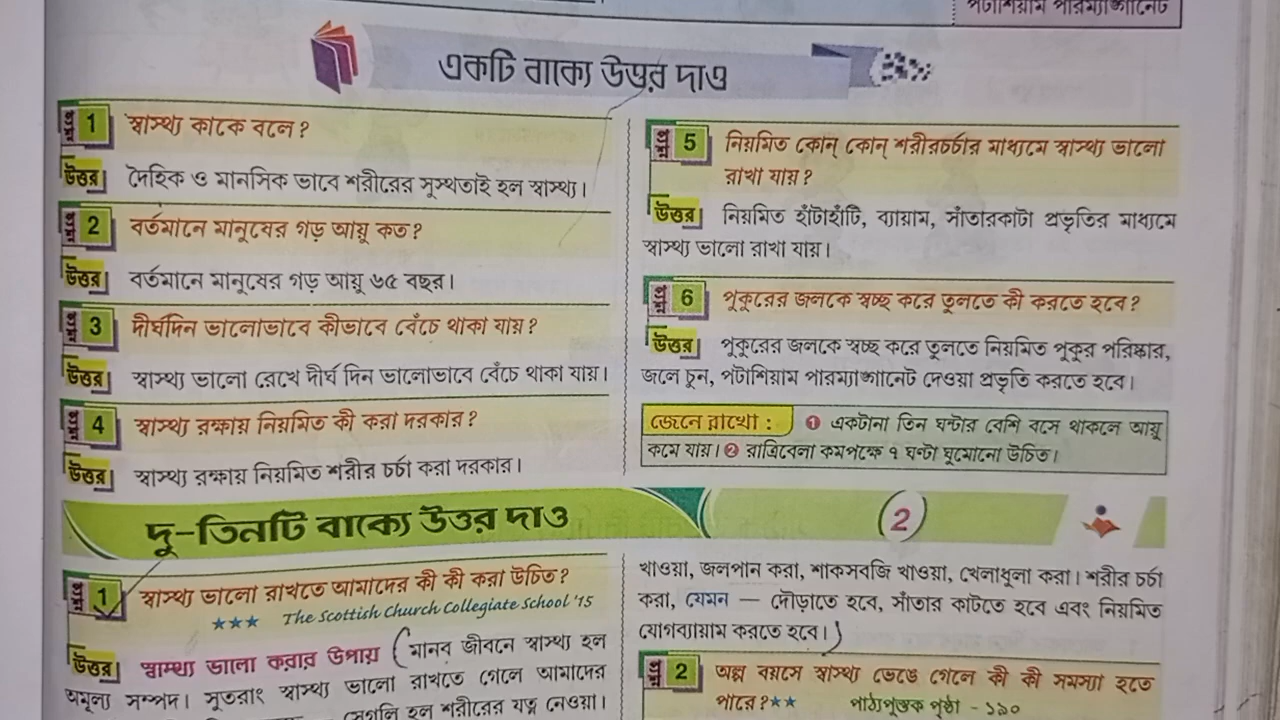 পটাশিয়াম পারম্যাঙ্গানেট
একটি বাক্যে উত্তর দাও
প্রশ্ন 1 স্বাস্থ্য কাকে বলে?
উত্তর দৈহিক ও মানসিক ভাবে শরীরের সুস্থতাই হল স্বাস্থ্য।
প্রশ্ন 2 বর্তমানে মানুষের গড় আয়ু কত?
উত্তর বর্তমানে মানুষের গড় আয়ু ৬৫ বছর।
প্রশ্ন 3 দীর্ঘদিন ভালোভাবে কীভাবে বেঁচে থাকা যায়?
উত্তর স্বাস্থ্য ভালো রেখে দীর্ঘ দিন ভালোভাবে বেঁচে থাকা যায়।
প্রশ্ন 4 স্বাস্থ্য রক্ষায় নিয়মিত কী করা দরকার?
উত্তর স্বাস্থ্য রক্ষায় নিয়মিত শরীর চর্চা করা দরকার।
প্রশ্ন 5 নিয়মিত কোন্ কোন্ শরীরচর্চার মাধ্যমে স্বাস্থ্য ভালো
রাখা যায়?
উত্তর নিয়মিত হাঁটাহাঁটি, ব্যায়াম, সাঁতারকাটা প্রভৃতির মাধ্যমে
স্বাস্থ্য ভালো রাখা যায়।
প্রশ্ন 6 পুকুরের জলকে স্বচ্ছ করে তুলতে কী করতে হবে?
উত্তর পুকুরের জলকে স্বচ্ছ করে তুলতে নিয়মিত পুকুর পরিষ্কার,
জলে চুন, পটাশিয়াম পারম্যাঙ্গানেট দেওয়া প্রভৃতি করতে হবে।
জেনে রাখো : ❶ একটানা তিন ঘণ্টার বেশি বসে থাকলে আয়ু
কমে যায়। ❷ রাত্রিবেলা কমপক্ষে ৭ ঘণ্টা ঘুমোনো উচিত।
দু-তিনটি বাক্যে উত্তর দাও 2
প্রশ্ন 1 স্বাস্থ্য ভালো রাখতে আমাদের কী কী করা উচিত?
★★★ The Scottish Church Collegiate School '15
উত্তর স্বাস্থ্য ভালো করার উপায় (মানব জীবনে স্বাস্থ্য হল
অমূল্য সম্পদ। সুতরাং স্বাস্থ্য ভালো রাখতে গেলে আমাদের
সেগুলি হল শরীরের যত্ন নেওয়া।
খাওয়া, জলপান করা, শাকসবজি খাওয়া, খেলাধুলা করা। শরীর চর্চা
করা, যেমন — দৌড়াতে হবে, সাঁতার কাটতে হবে এবং নিয়মিত
যোগব্যায়াম করতে হবে।)
প্রশ্ন 2 অল্প বয়সে স্বাস্থ্য ভেঙে গেলে কী কী সমস্যা হতে
পারে? ★★ পাঠ্যপুস্তক পৃষ্ঠা - ১৯০